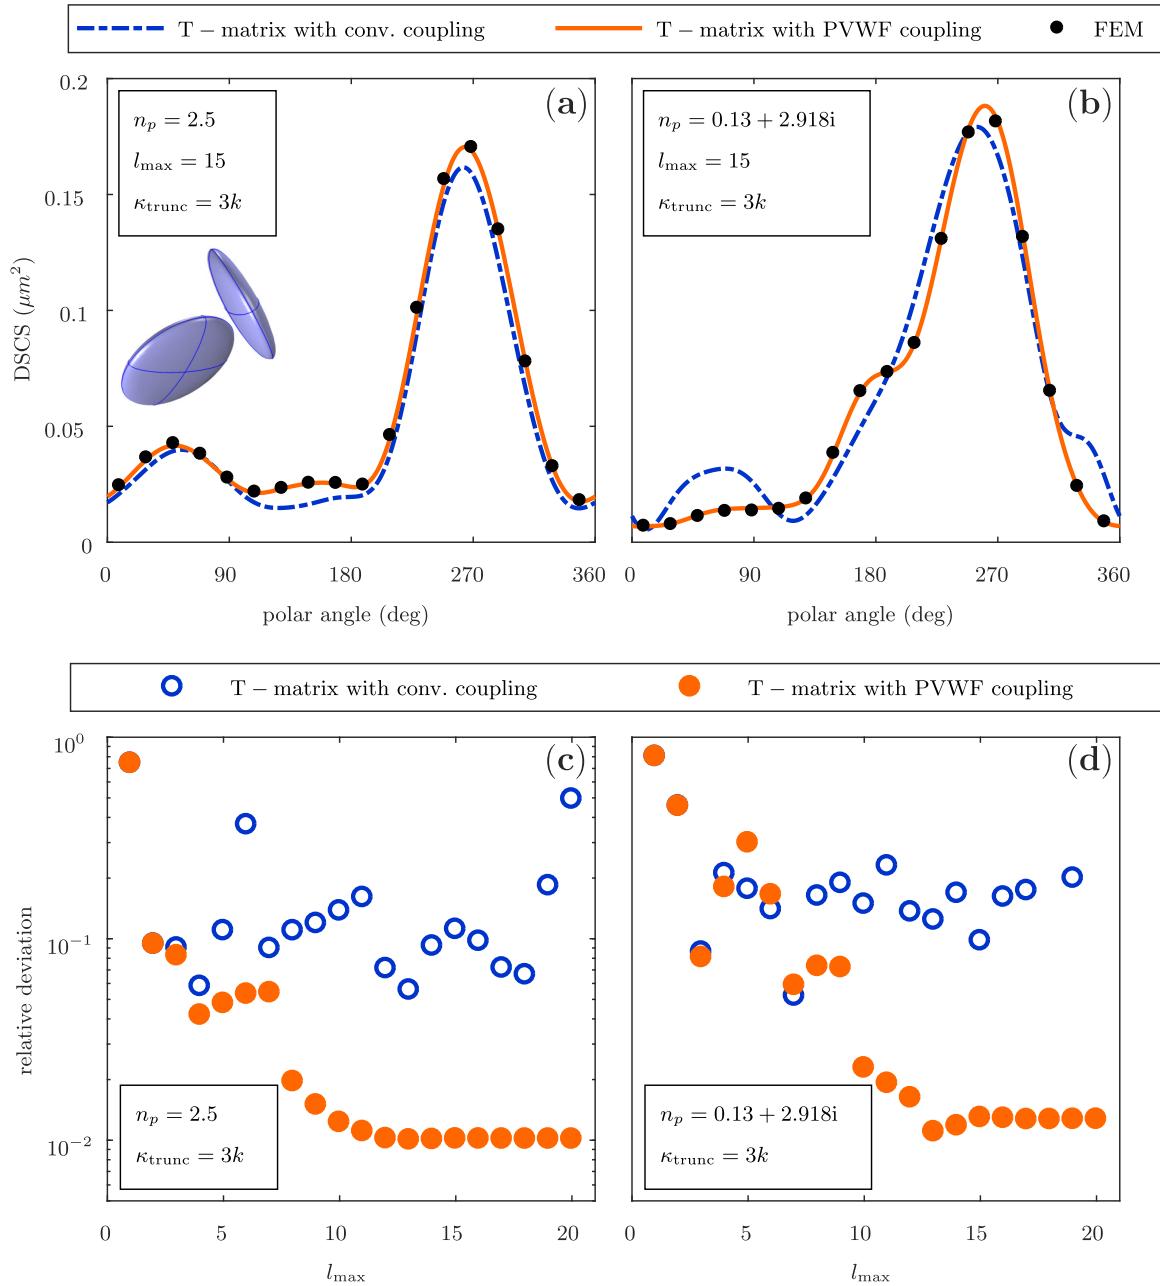 T − matrix with conv. coupling T − matrix with PVWF coupling FEM
0.2
0.15
0.1
0.05
0
DSCS (μm²)
(a)
n_p = 2.5
l_max = 15
κ_trunc = 3k
0 90 180 270 360
polar angle (deg)
(b)
n_p = 0.13 + 2.918i
l_max = 15
κ_trunc = 3k
0 90 180 270 360
polar angle (deg)
T − matrix with conv. coupling T − matrix with PVWF coupling
10⁰
10⁻¹
10⁻²
relative deviation
(c)
n_p = 2.5
κ_trunc = 3k
0 5 10 15 20
l_max
(d)
n_p = 0.13 + 2.918i
κ_trunc = 3k
0 5 10 15 20
l_max